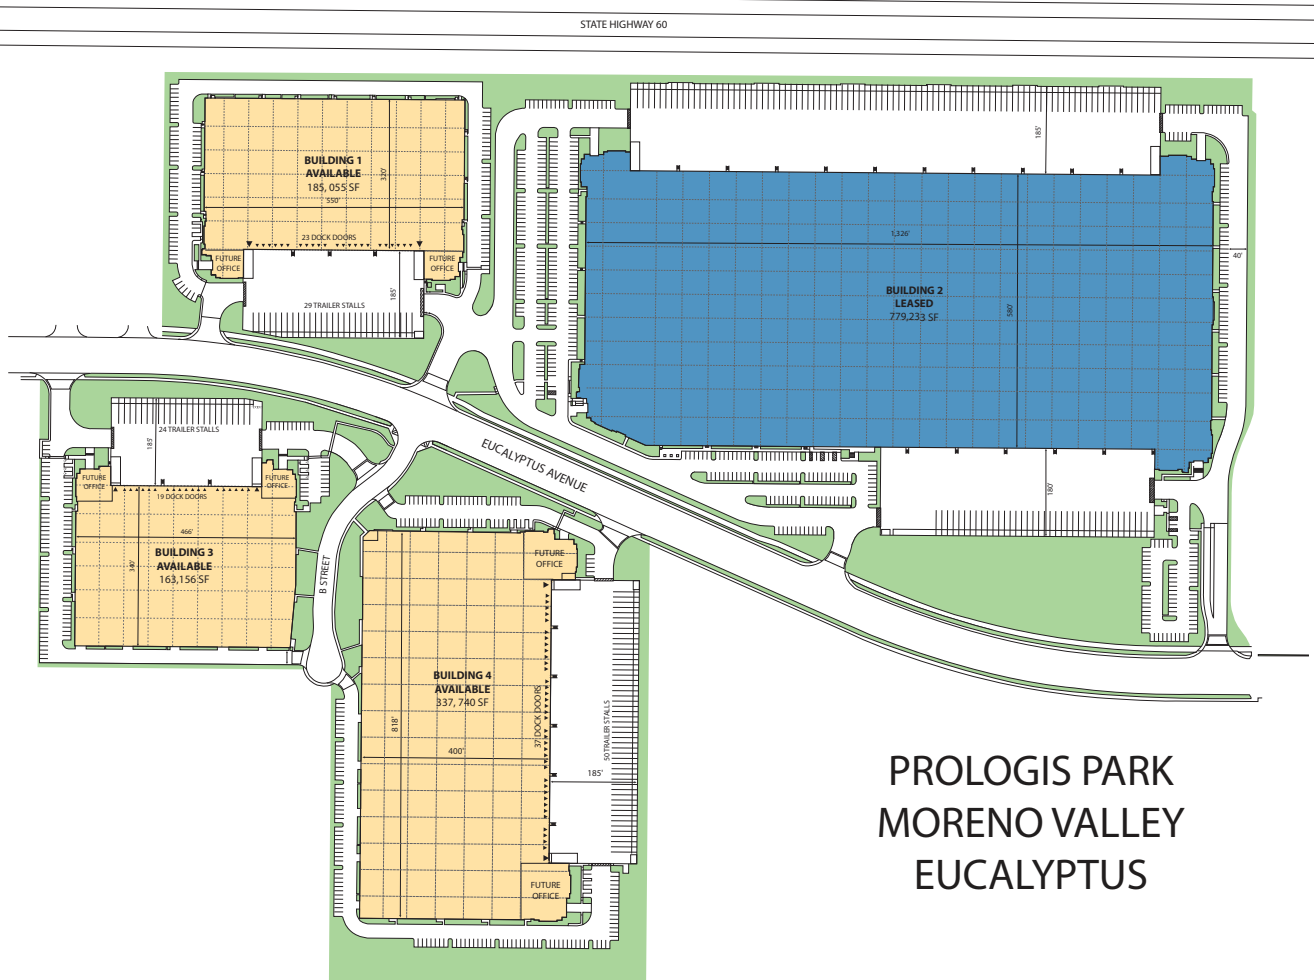 STATE HIGHWAY 60
BUILDING 1
AVAILABLE
185, 055 SF
550'
320'
23 DOCK DOORS
FUTURE
OFFICE
FUTURE
OFFICE
185'
29 TRAILER STALLS
185'
1,326'
40'
BUILDING 2
LEASED
779,233 SF
580'
180'
24 TRAILER STALLS
185'
FUTURE
OFFICE
FUTURE
OFFICE
19 DOCK DOORS
466'
BUILDING 3
AVAILABLE
163,156 SF
340'
EUCALYPTUS AVENUE
B STREET
FUTURE
OFFICE
BUILDING 4
AVAILABLE
337, 740 SF
818'
400'
37 DOCK DOORS
50 TRAILER STALLS
185'
FUTURE
OFFICE
PROLOGIS PARK
MORENO VALLEY
EUCALYPTUS